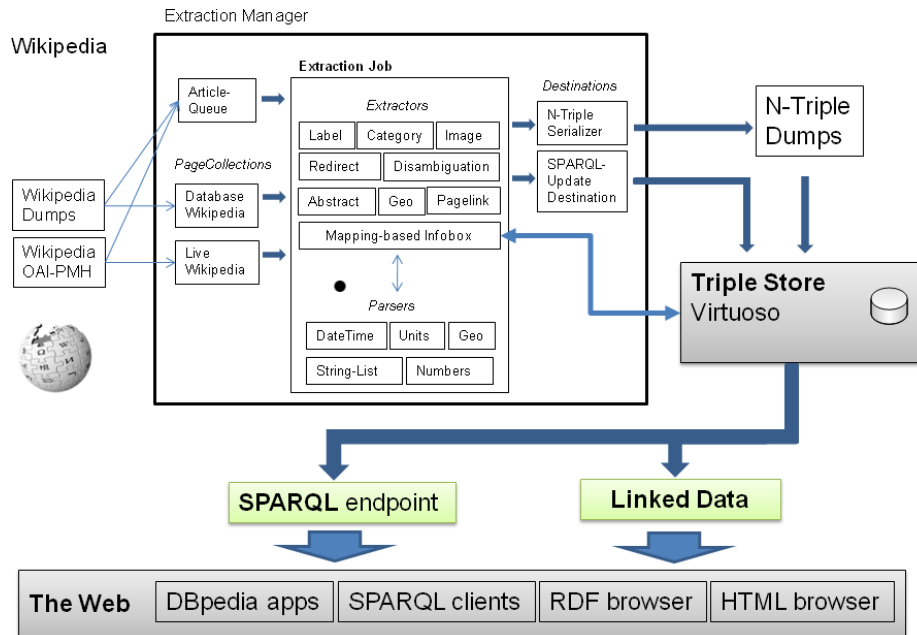 Extraction Manager
Wikipedia
Extraction Job
Article-
Queue
Extractors
Destinations
N-Triple
Serializer
N-Triple
Dumps
Label
Category
Image
Redirect
Disambiguation
PageCollections
SPARQL-
Update
Destination
Wikipedia
Dumps
Database
Wikipedia
Abstract
Geo
Pagelink
Mapping-based Infobox
Wikipedia
OAI-PMH
Live
Wikipedia
Triple Store
Virtuoso
Parsers
DateTime
Units
Geo
String-List
Numbers
SPARQL endpoint
Linked Data
The Web
DBpedia apps
SPARQL clients
RDF browser
HTML browser